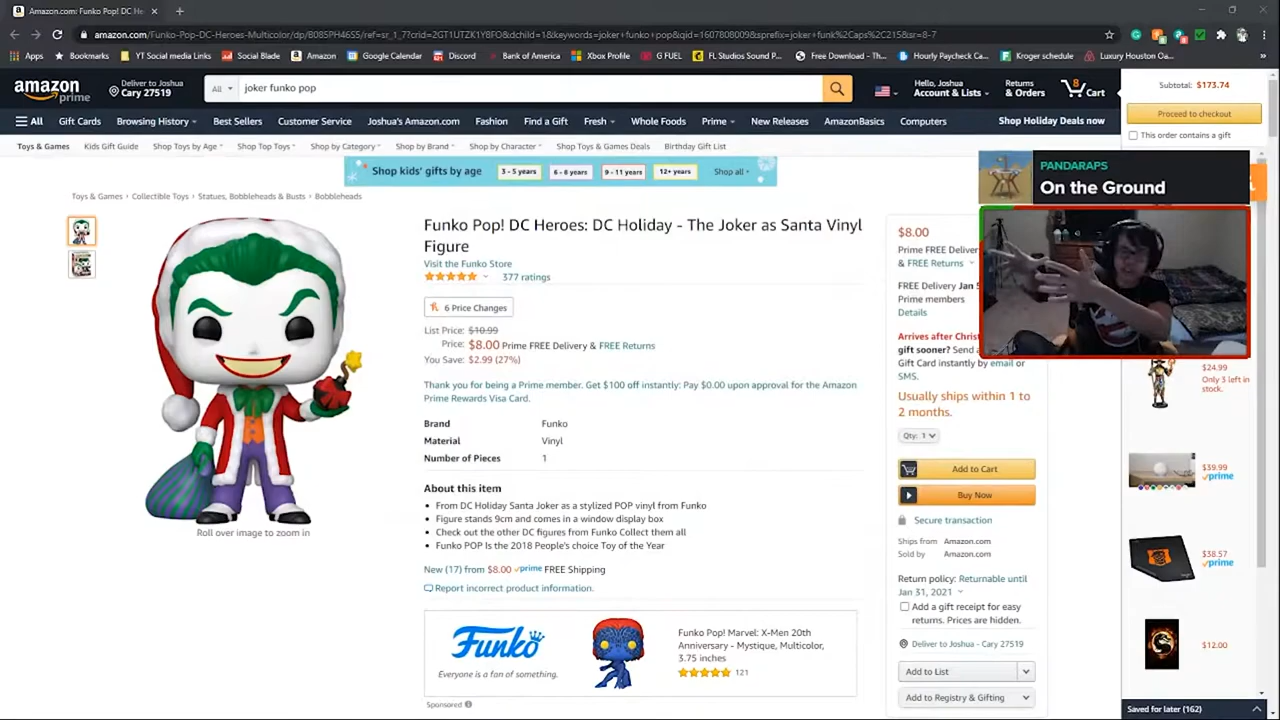 Amazon.com: Funko Pop! DC He
amazon.com/Funko-Pop-DC-Heroes-Multicolor/dp/B085PH46S5/ref=sr_1_7?crid=2GT1UTZK1Y8FO&dchild=1&keywords=joker+funko+pop&qid=1607808009&sprefix=joker+funk%2Caps%2C215&sr=8-7
Apps
Bookmarks
YT Social media Links
Social Blade
Amazon
Gmail
Discord
Bank of America
Xbox Profile
G FUEL
FL Studios Sound P...
Free Download - Th...
Hourly Paycheck Ca...
Kroger schedule
Luxury Houston Oa...
amazon
prime
Deliver to Joshua
Cary 27519
All
joker funko pop
Hello, Joshua
Account & Lists
Returns
& Orders
8
Cart
Subtotal: $173.74
Proceed to checkout
This order contains a gift
All
Gift Cards
Browsing History
Best Sellers
Customer Service
Joshua's Amazon.com
Fashion
Find a Gift
Fresh
Whole Foods
Prime
New Releases
AmazonBasics
Computers
Shop Holiday Deals now
Toys & Games
Kids Gift Guide
Shop Toys by Age
Shop Top Toys
Shop by Category
Shop by Brand
Shop by Character
Shop Toys & Games Deals
Birthday Gift List
Shop kids' gifts by age
3 - 5 years
6 - 8 years
9 - 11 years
12+ years
Shop all
PANDARAPS
On the Ground
Toys & Games › Collectible Toys › Statues, Bobbleheads & Busts › Bobbleheads
Roll over image to zoom in
Funko Pop! DC Heroes: DC Holiday - The Joker as Santa Vinyl
Figure
Visit the Funko Store
377 ratings
6 Price Changes
List Price: $10.99
Price: $8.00 Prime FREE Delivery & FREE Returns
You Save: $2.99 (27%)
Thank you for being a Prime member. Get $100 off instantly: Pay $0.00 upon approval for the Amazon
Prime Rewards Visa Card.
Brand Funko
Material Vinyl
Number of Pieces 1
About this item
• From DC Holiday Santa Joker as a stylized POP vinyl from Funko
• Figure stands 9cm and comes in a window display box
• Check out the other DC figures from Funko Collect them all
• Funko POP Is the 2018 People's choice Toy of the Year
New (17) from $8.00 prime FREE Shipping
Report incorrect product information.
Funko
Everyone is a fan of something.
Funko Pop! Marvel: X-Men 20th
Anniversary - Mystique, Multicolor,
3.75 inches
121
Sponsored
$8.00
Prime FREE Deliver
& FREE Returns
FREE Delivery Jan 5
Prime members
Details
Arrives after Christ
gift sooner? Send a
Gift Card instantly by email or
SMS.
Usually ships within 1 to
2 months.
Qty: 1
Add to Cart
Buy Now
Secure transaction
Ships from Amazon.com
Sold by Amazon.com
Return policy: Returnable until
Jan 31, 2021
Add a gift receipt for easy
returns. Prices are hidden.
Deliver to Joshua - Cary 27519
Add to List
Add to Registry & Gifting
$24.99
Only 3 left in
stock.
$39.99
prime
$38.57
prime
$12.00
Saved for later (162)